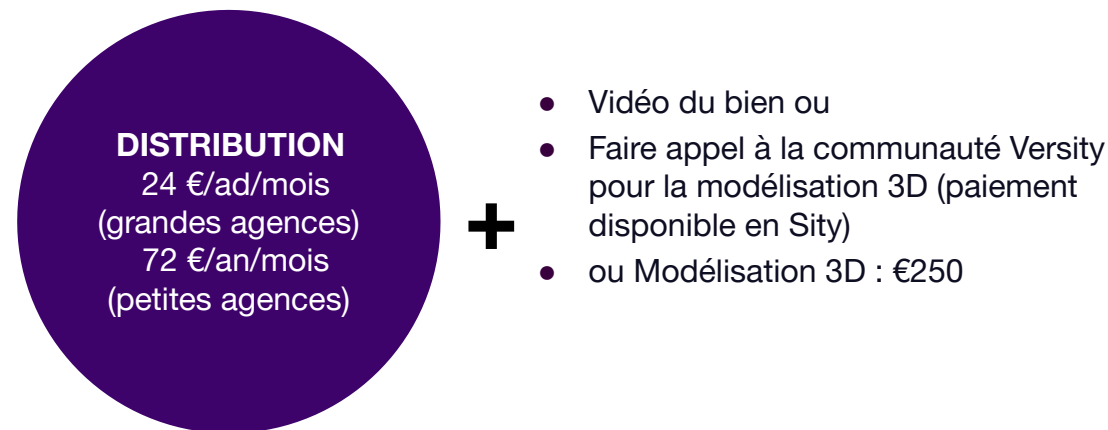 DISTRIBUTION
24 €/ad/mois
(grandes agences)
72 €/an/mois
(petites agences)
+
● Vidéo du bien ou
● Faire appel à la communauté Versity
pour la modélisation 3D (paiement
disponible en Sity)
● ou Modélisation 3D : €250